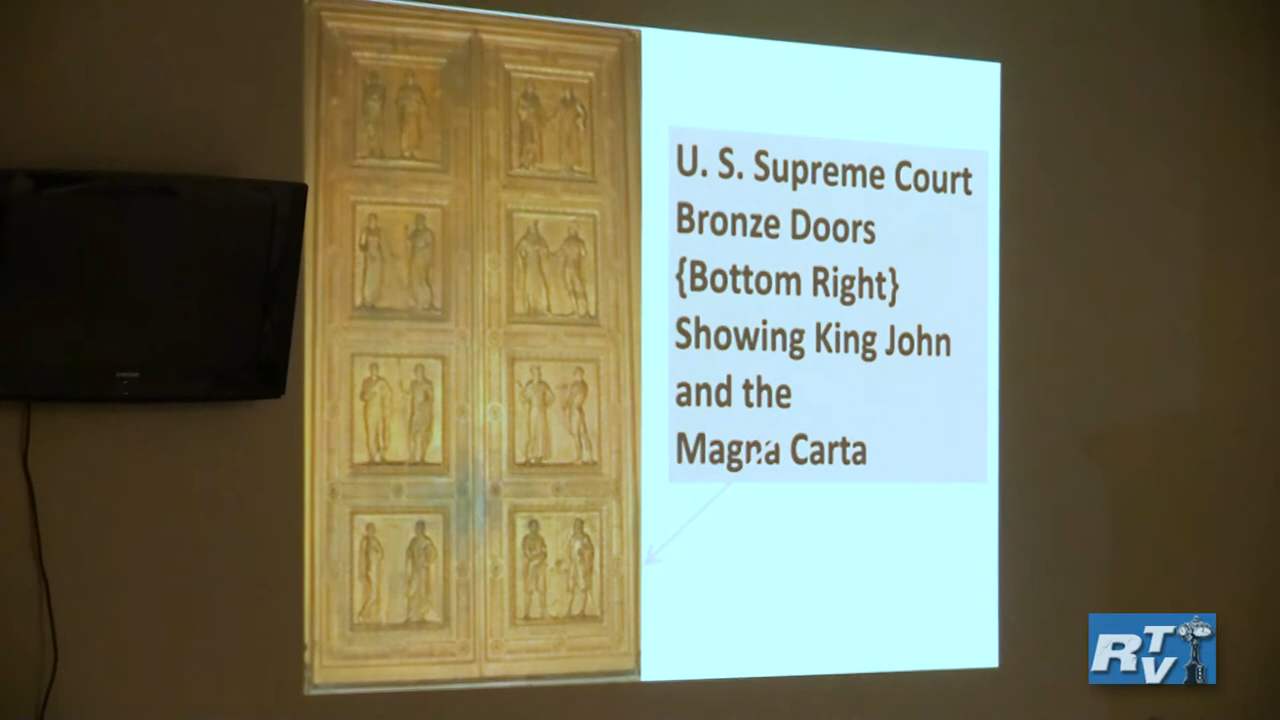 U. S. Supreme Court
Bronze Doors
{Bottom Right}
Showing King John
and the
Magna Carta
RTV